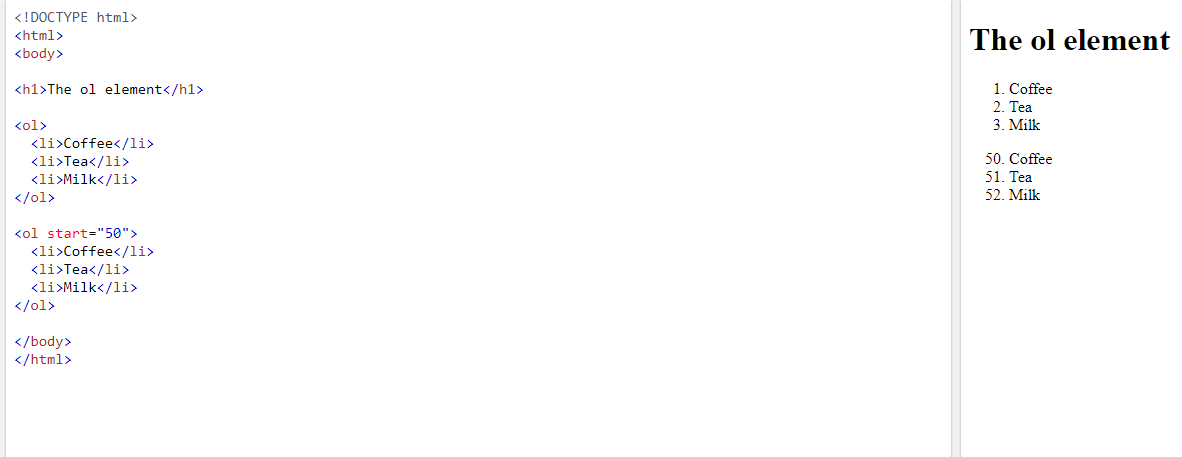 <!DOCTYPE html>
<html>
<body>
<h1>The ol element</h1>
<ol>
  <li>Coffee</li>
  <li>Tea</li>
  <li>Milk</li>
</ol>
<ol start="50">
  <li>Coffee</li>
  <li>Tea</li>
  <li>Milk</li>
</ol>
</body>
</html>
The ol element
1. Coffee
2. Tea
3. Milk
50. Coffee
51. Tea
52. Milk